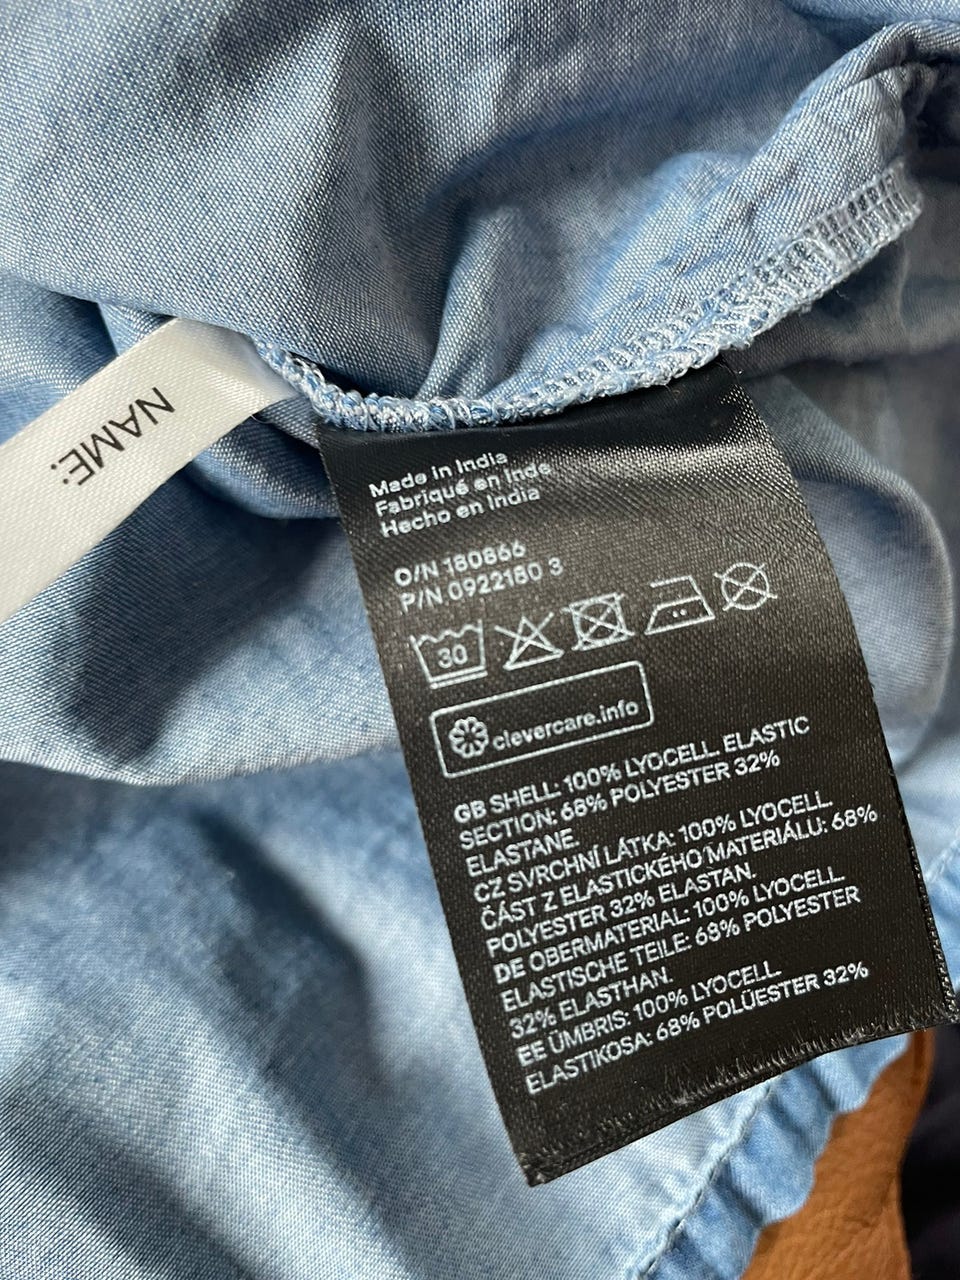 NAME:
Made in India
Fabriqué en Inde
Hecho en India
O/N 180866
P/N 0922180 3
30
clevercare.info
GB SHELL: 100% LYOCELL. ELASTIC
SECTION: 68% POLYESTER 32%
ELASTANE.
CZ SVRCHNÍ LÁTKA: 100% LYOCELL.
ČÁST Z ELASTICKÉHO MATERIÁLU: 68%
POLYESTER 32% ELASTAN.
DE OBERMATERIAL: 100% LYOCELL
ELASTISCHE TEILE: 68% POLYESTER
32% ELASTHAN.
EE ÜMBRIS: 100% LYOCELL.
ELASTIKOSA: 68% POLÜESTER 32%